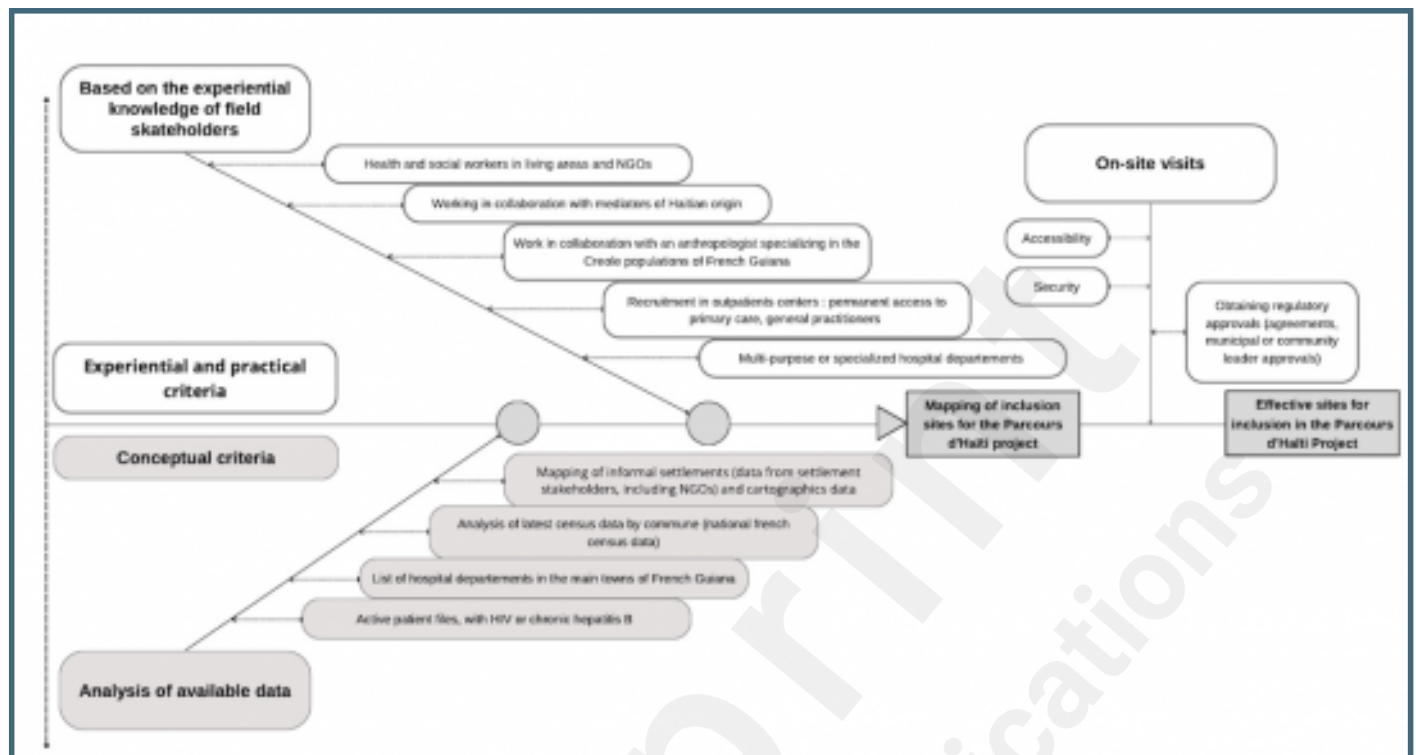 Based on the experiential
knowledge of field
skateholders
Health and social workers in living areas and NGOs
Working in collaboration with mediators of Haitian origin
Work in collaboration with an anthropologist specializing in the
Creole populations of French Guiana
Recruitment in outpatients centers : permanent access to
primary care, general practitioners
Multi-purpose or specialized hospital departements
On-site visits
Accessibility
Security
Obtaining regulatory
approvals (agreements,
municipal or community
leader approvals)
Experiential and practical
criteria
Conceptual criteria
Mapping of inclusion
sites for the Parcours
d'Haïti project
Effective sites for
inclusion in the Parcours
d'Haïti Project
Mapping of informal settlements (data from settlement
stakeholders, including NGOs) and cartographics data
Analysis of latest census data by commune (national french
census data)
List of hospital departements in the main towns of French Guiana
Active patient files, with HIV or chronic hepatitis B
Analysis of available data